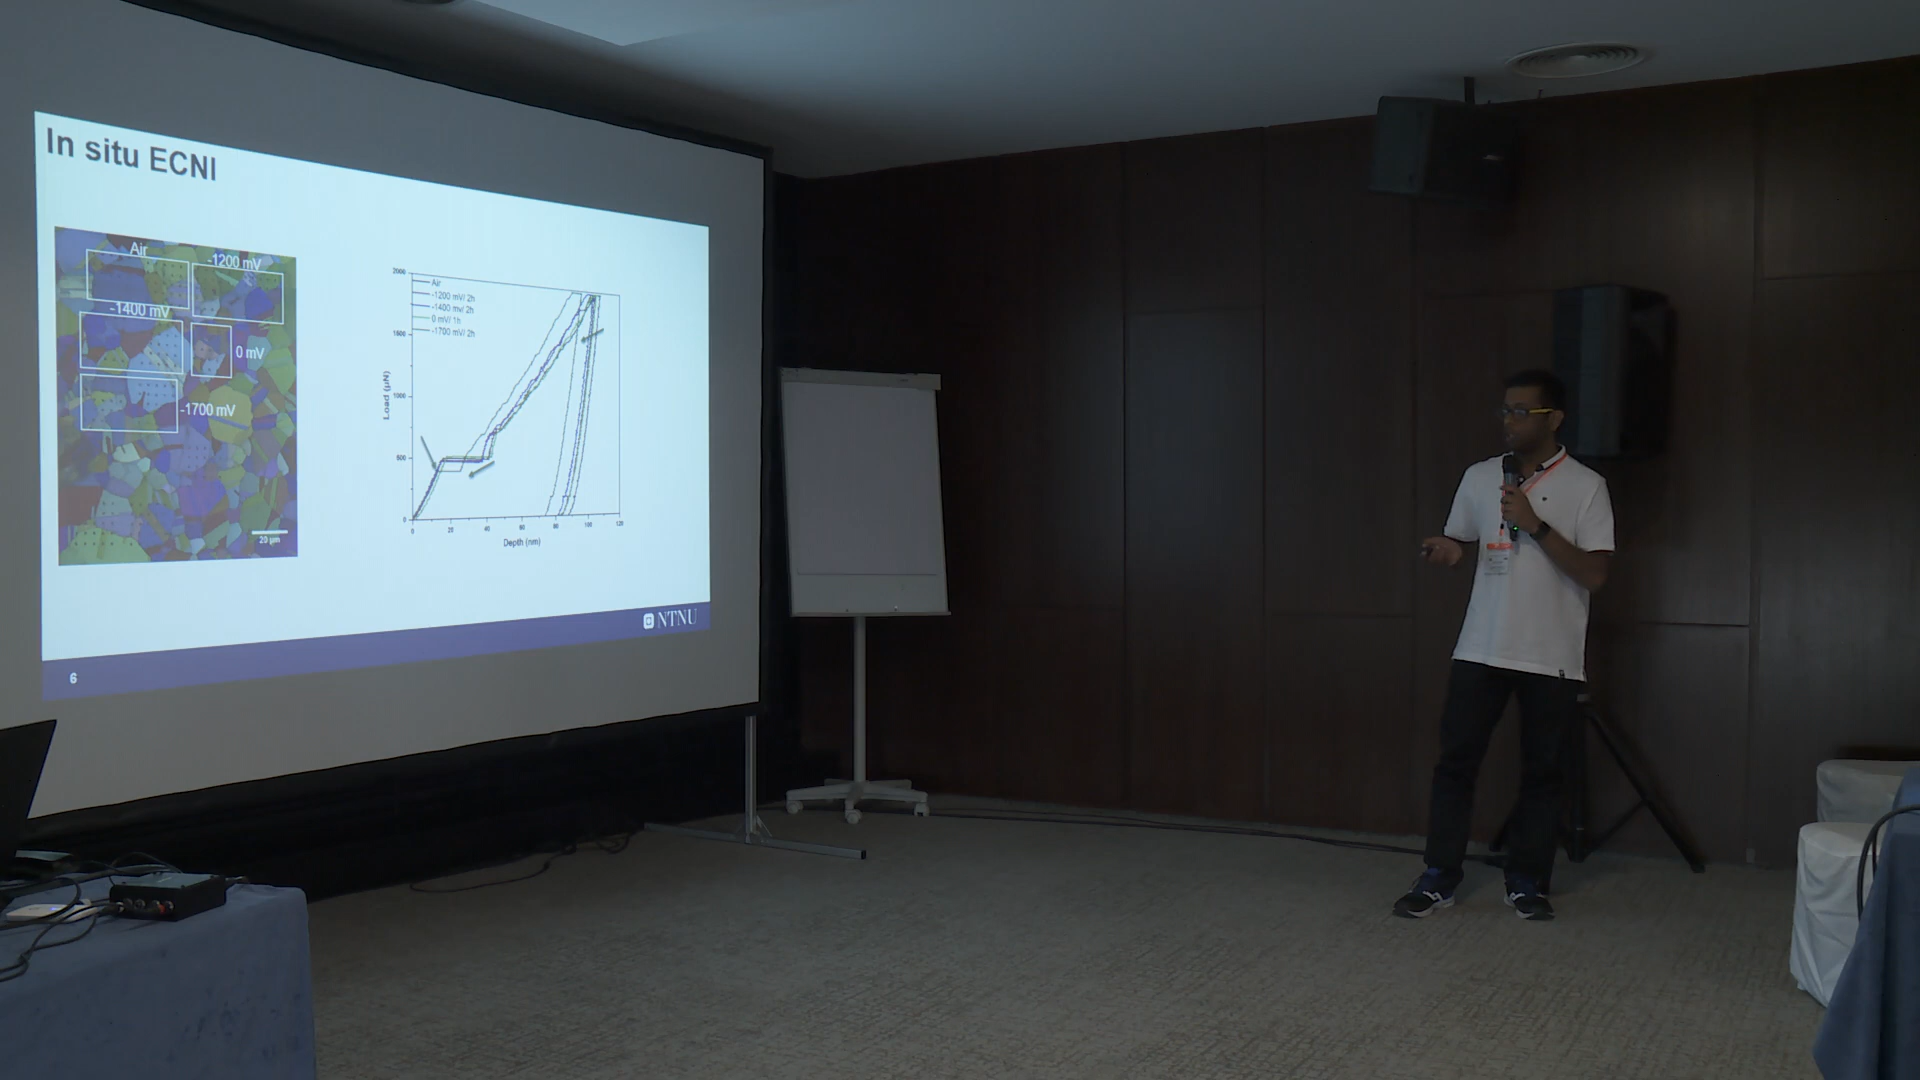 In situ ECNI
Air
-1200 mV
-1400 mV
0 mV
-1700 mV
20 µm
2000
1500
1000
500
0
Load (µN)
Air
-1200 mV/ 2h
-1400 mv/ 2h
0 mV/ 1h
-1700 mV/ 2h
0 20 40 60 80 100 120
Depth (nm)
NTNU
6